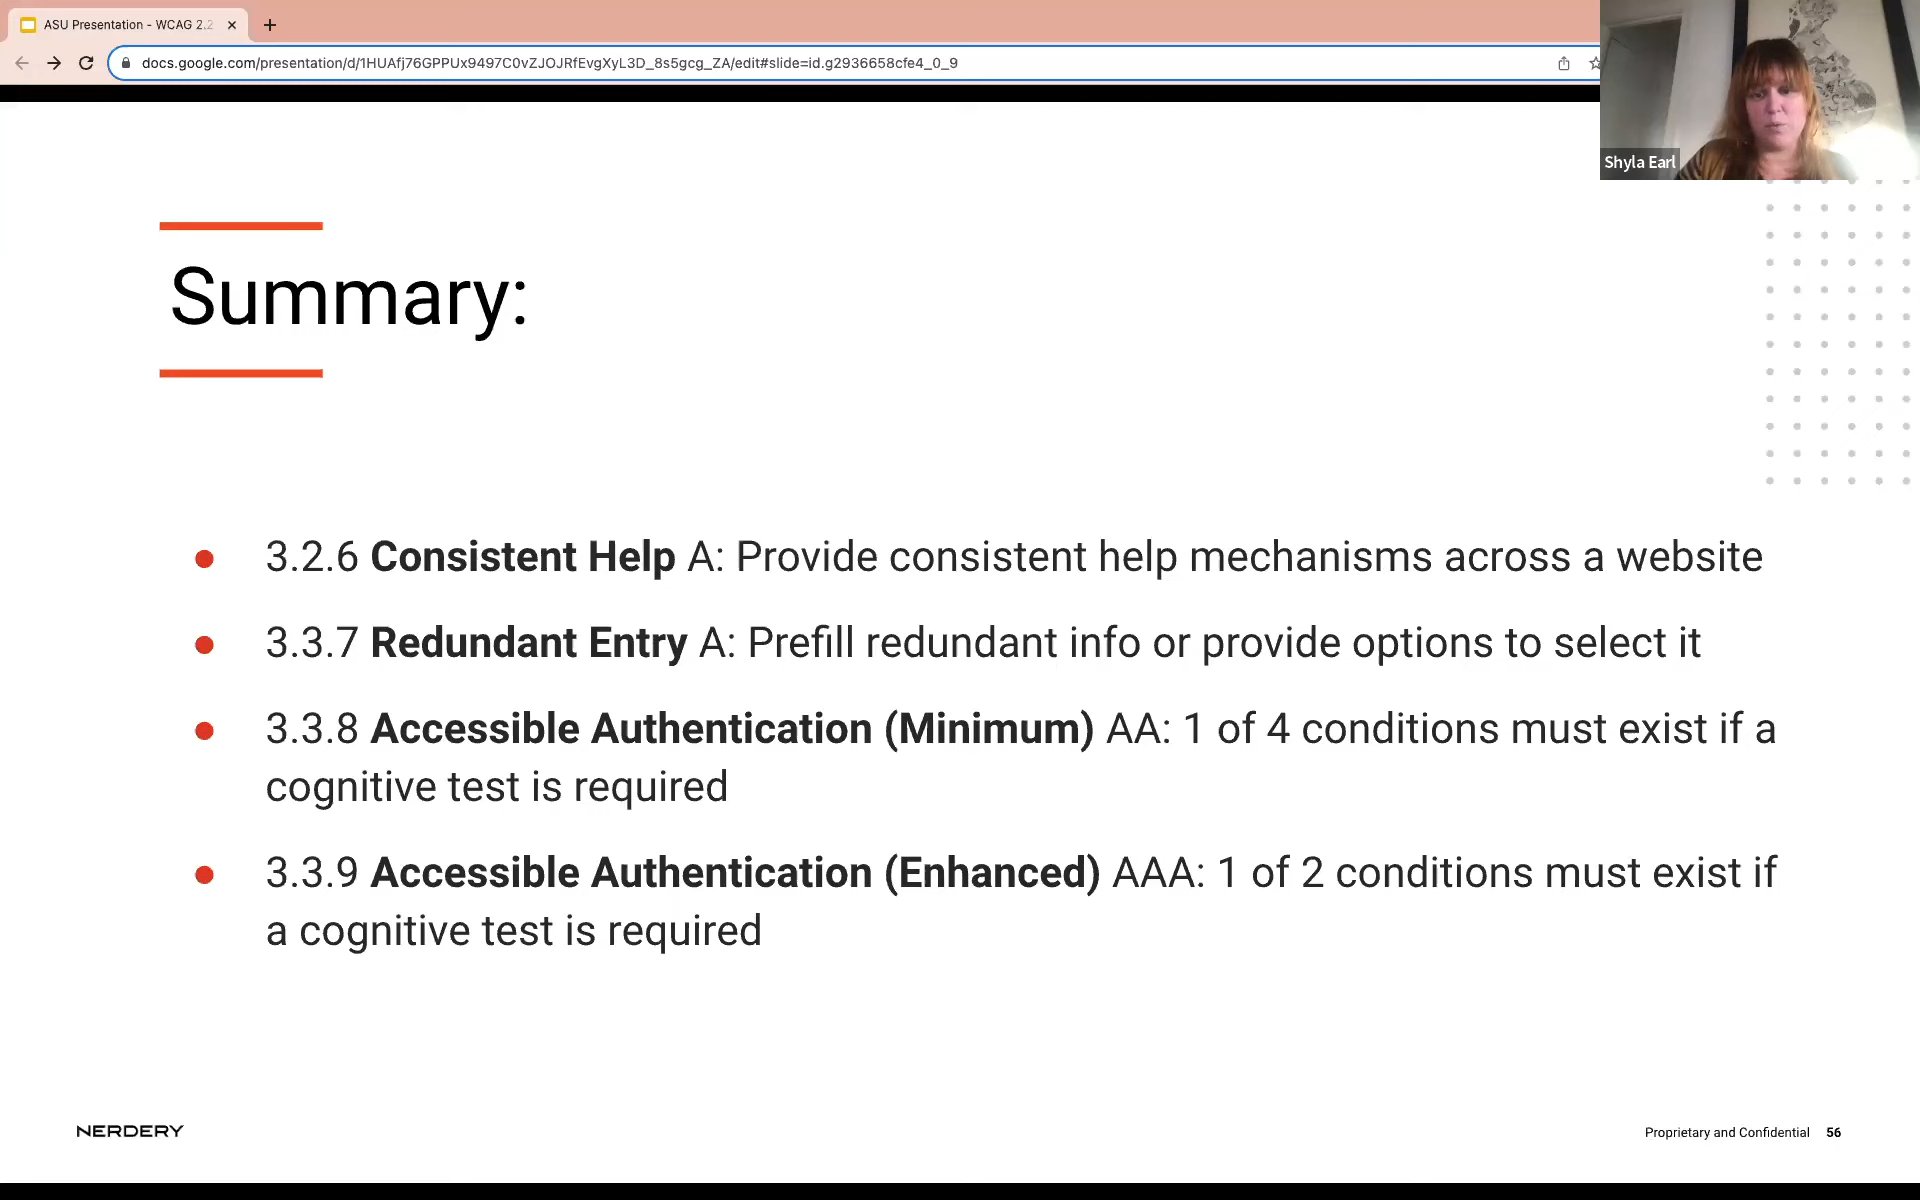 ASU Presentation - WCAG 2.2
docs.google.com/presentation/d/1HUAfj76GPPUx9497C0vZJOJRfEvgXyL3D_8s5gcg_ZA/edit#slide=id.g2936658cfe4_0_9
Shyla Earl
Summary:
3.2.6 Consistent Help A: Provide consistent help mechanisms across a website
3.3.7 Redundant Entry A: Prefill redundant info or provide options to select it
3.3.8 Accessible Authentication (Minimum) AA: 1 of 4 conditions must exist if a
cognitive test is required
3.3.9 Accessible Authentication (Enhanced) AAA: 1 of 2 conditions must exist if
a cognitive test is required
NERDERY
Proprietary and Confidential 56